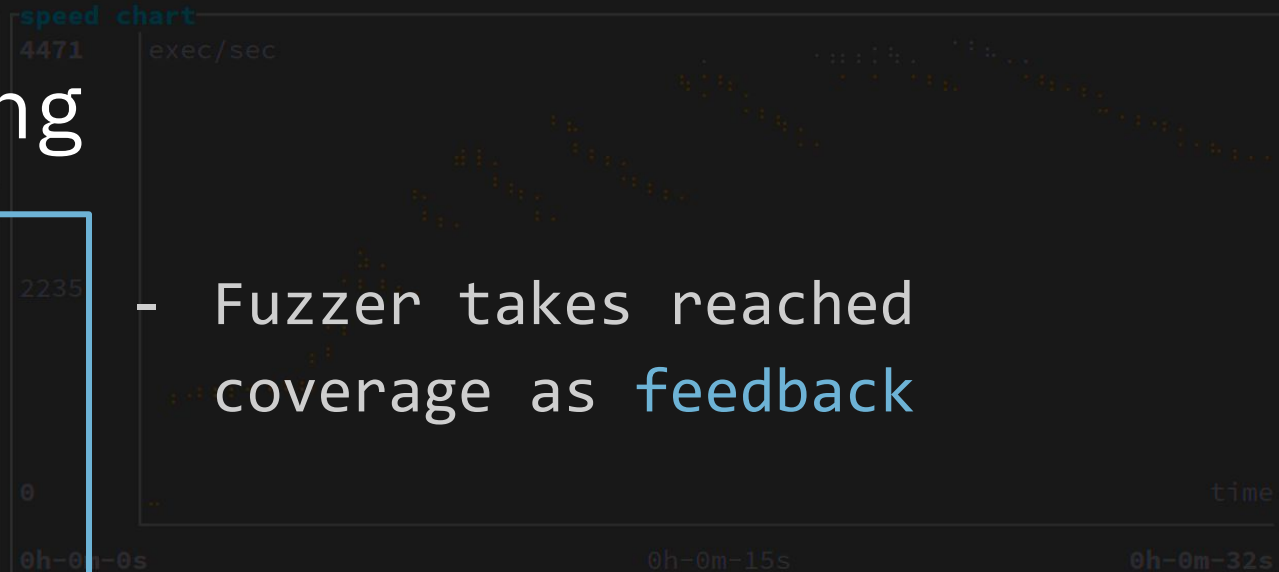 speed chart
4471 exec/sec
ng
2235
- Fuzzer takes reached
coverage as feedback
0 time
0h-0m-0s 0h-0m-15s 0h-0m-32s